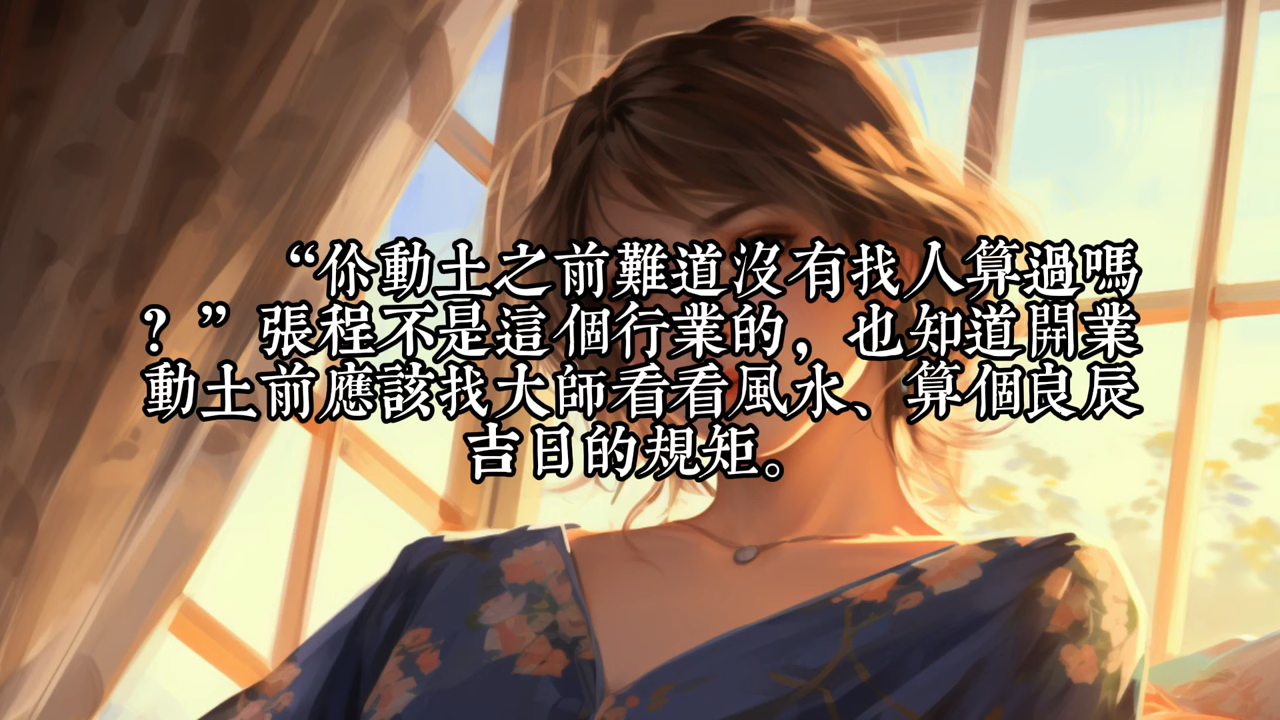 “你動土之前難道沒有找人算過嗎
？”張程不是這個行業的，也知道開業
動土前應該找大師看看風水、算個良辰
吉日的規矩。